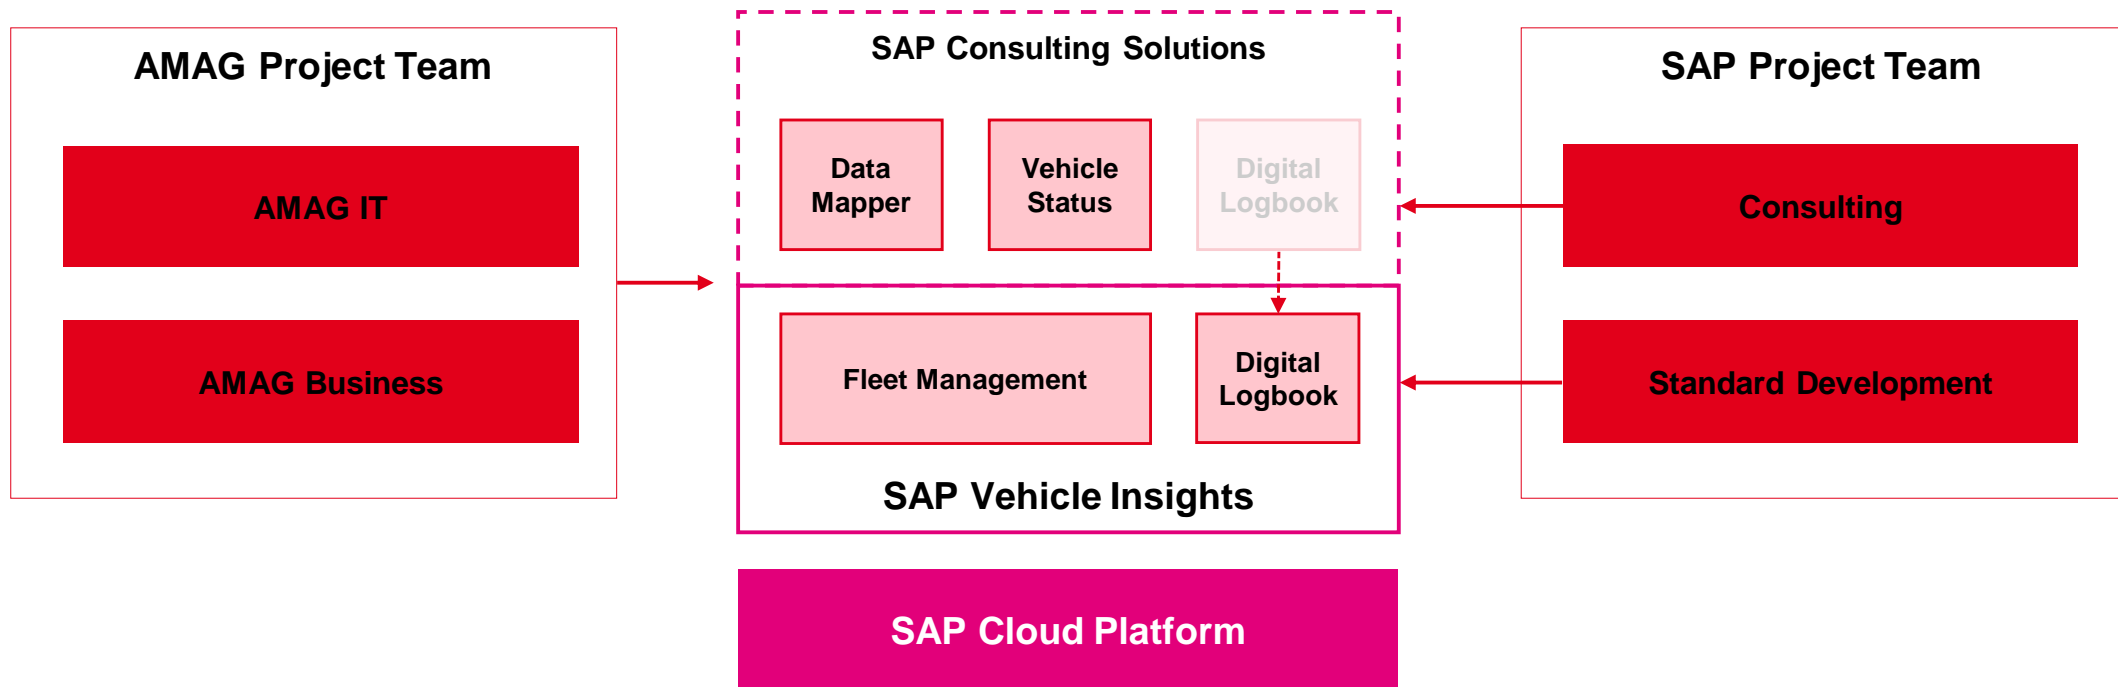 AMAG Project Team
AMAG IT
AMAG Business
SAP Consulting Solutions
Data
Mapper
Vehicle
Status
Digital
Logbook
Fleet Management
Digital
Logbook
SAP Vehicle Insights
SAP Cloud Platform
SAP Project Team
Consulting
Standard Development